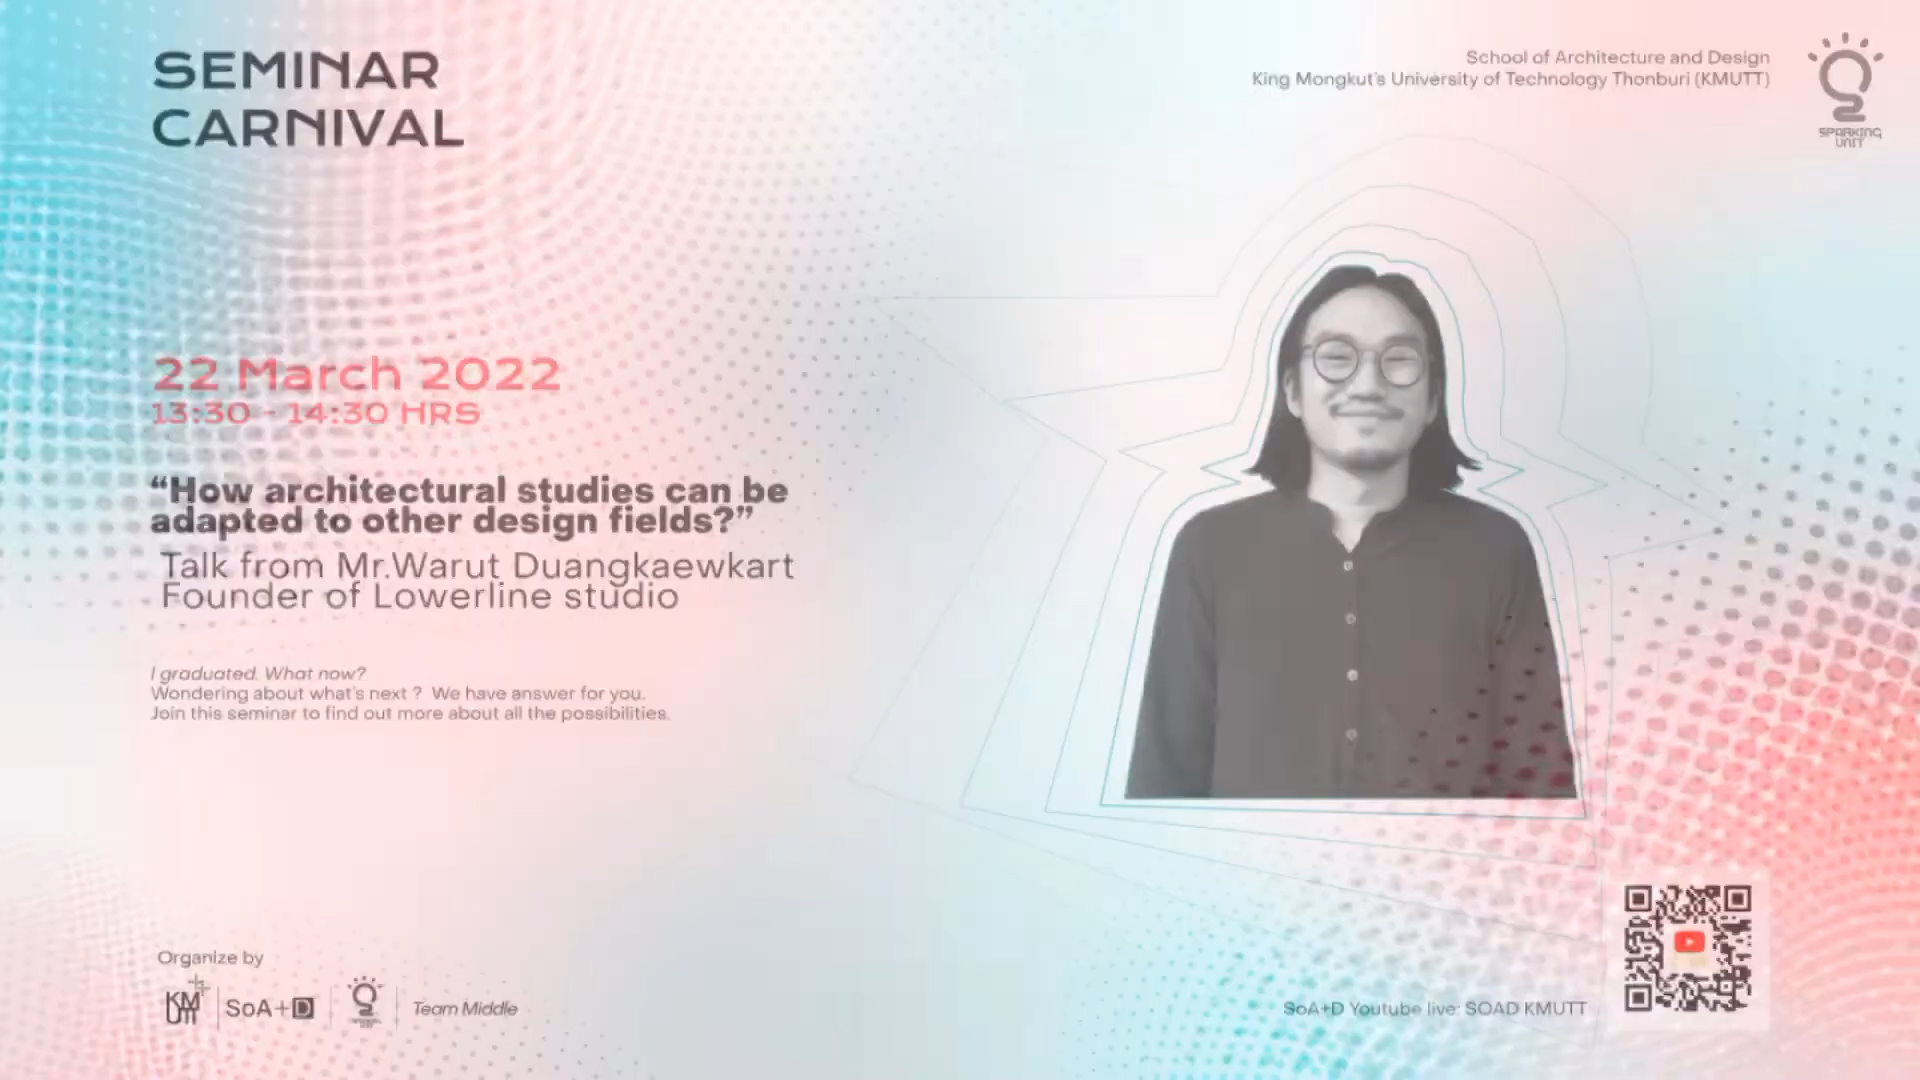 SEMINAR
CARNIVAL
School of Architecture and Design
King Mongkut's University of Technology Thonburi (KMUTT)
SPARKING
UNIT
22 March 2022
13:30 - 14:30 HRS
“How architectural studies can be
adapted to other design fields?”
Talk from Mr.Warut Duangkaewkart
Founder of Lowerline studio
I graduated. What now?
Wondering about what's next ? We have answer for you.
Join this seminar to find out more about all the possibilities.
Organize by
KMUTT
SoA+D
Team Middle
SoA+D Youtube live: SOAD KMUTT